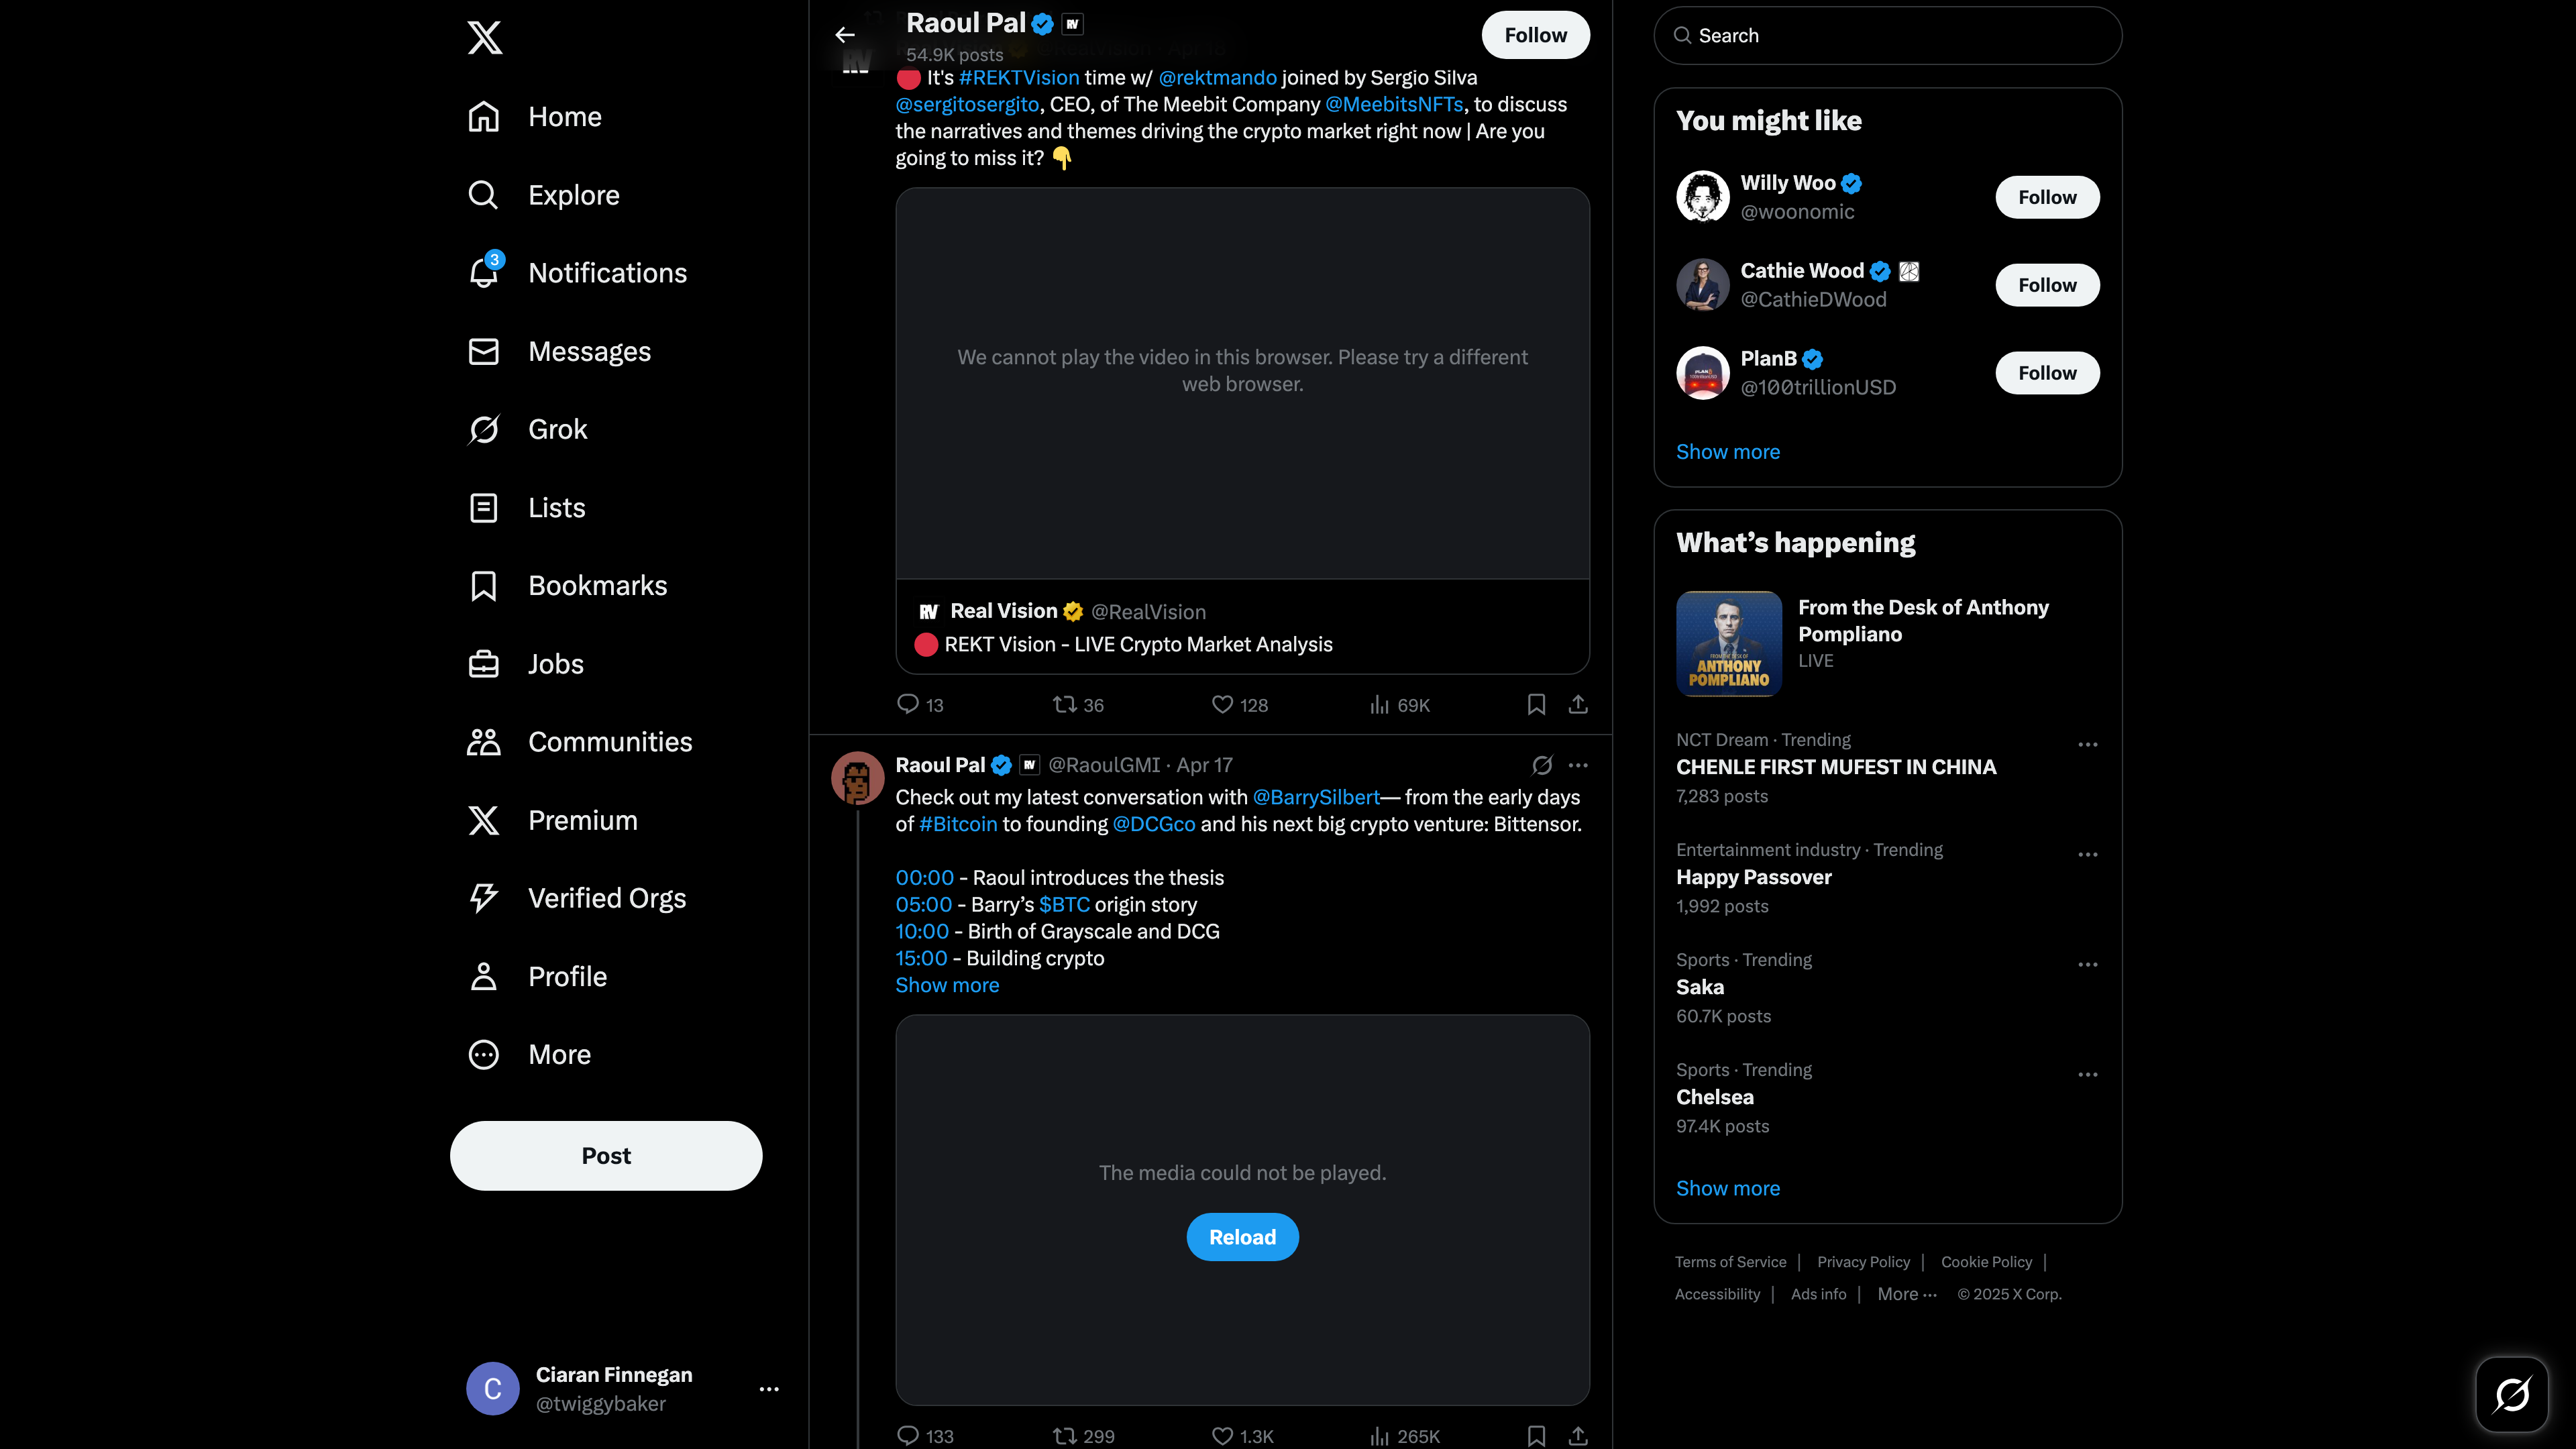 Home
Explore
3
Notifications
Messages
Grok
Lists
Bookmarks
Jobs
Communities
Premium
Verified Orgs
Profile
More
Post
C
Ciaran Finnegan
@twiggybaker
Raoul Pal
RV
54.9K posts
Follow
It's #REKTVision time w/ @rektmando joined by Sergio Silva
@sergitosergito, CEO, of The Meebit Company @MeebitsNFTs, to discuss
the narratives and themes driving the crypto market right now | Are you
going to miss it? 👇
We cannot play the video in this browser. Please try a different
web browser.
RV Real Vision @RealVision
REKT Vision - LIVE Crypto Market Analysis
13 36 128 69K
Raoul Pal RV @RaoulGMI · Apr 17
Check out my latest conversation with @BarrySilbert— from the early days
of #Bitcoin to founding @DCGco and his next big crypto venture: Bittensor.
00:00 - Raoul introduces the thesis
05:00 - Barry’s $BTC origin story
10:00 - Birth of Grayscale and DCG
15:00 - Building crypto
Show more
The media could not be played.
Reload
133 299 1.3K 265K
Search
You might like
Willy Woo
@woonomic
Follow
Cathie Wood
@CathieDWood
Follow
PlanB
@100trillionUSD
Follow
Show more
What’s happening
ANTHONY
POMPLIANO
From the Desk of Anthony
Pompliano
LIVE
NCT Dream · Trending
CHENLE FIRST MUFEST IN CHINA
7,283 posts
Entertainment industry · Trending
Happy Passover
1,992 posts
Sports · Trending
Saka
60.7K posts
Sports · Trending
Chelsea
97.4K posts
Show more
Terms of Service | Privacy Policy | Cookie Policy |
Accessibility | Ads info | More ··· © 2025 X Corp.